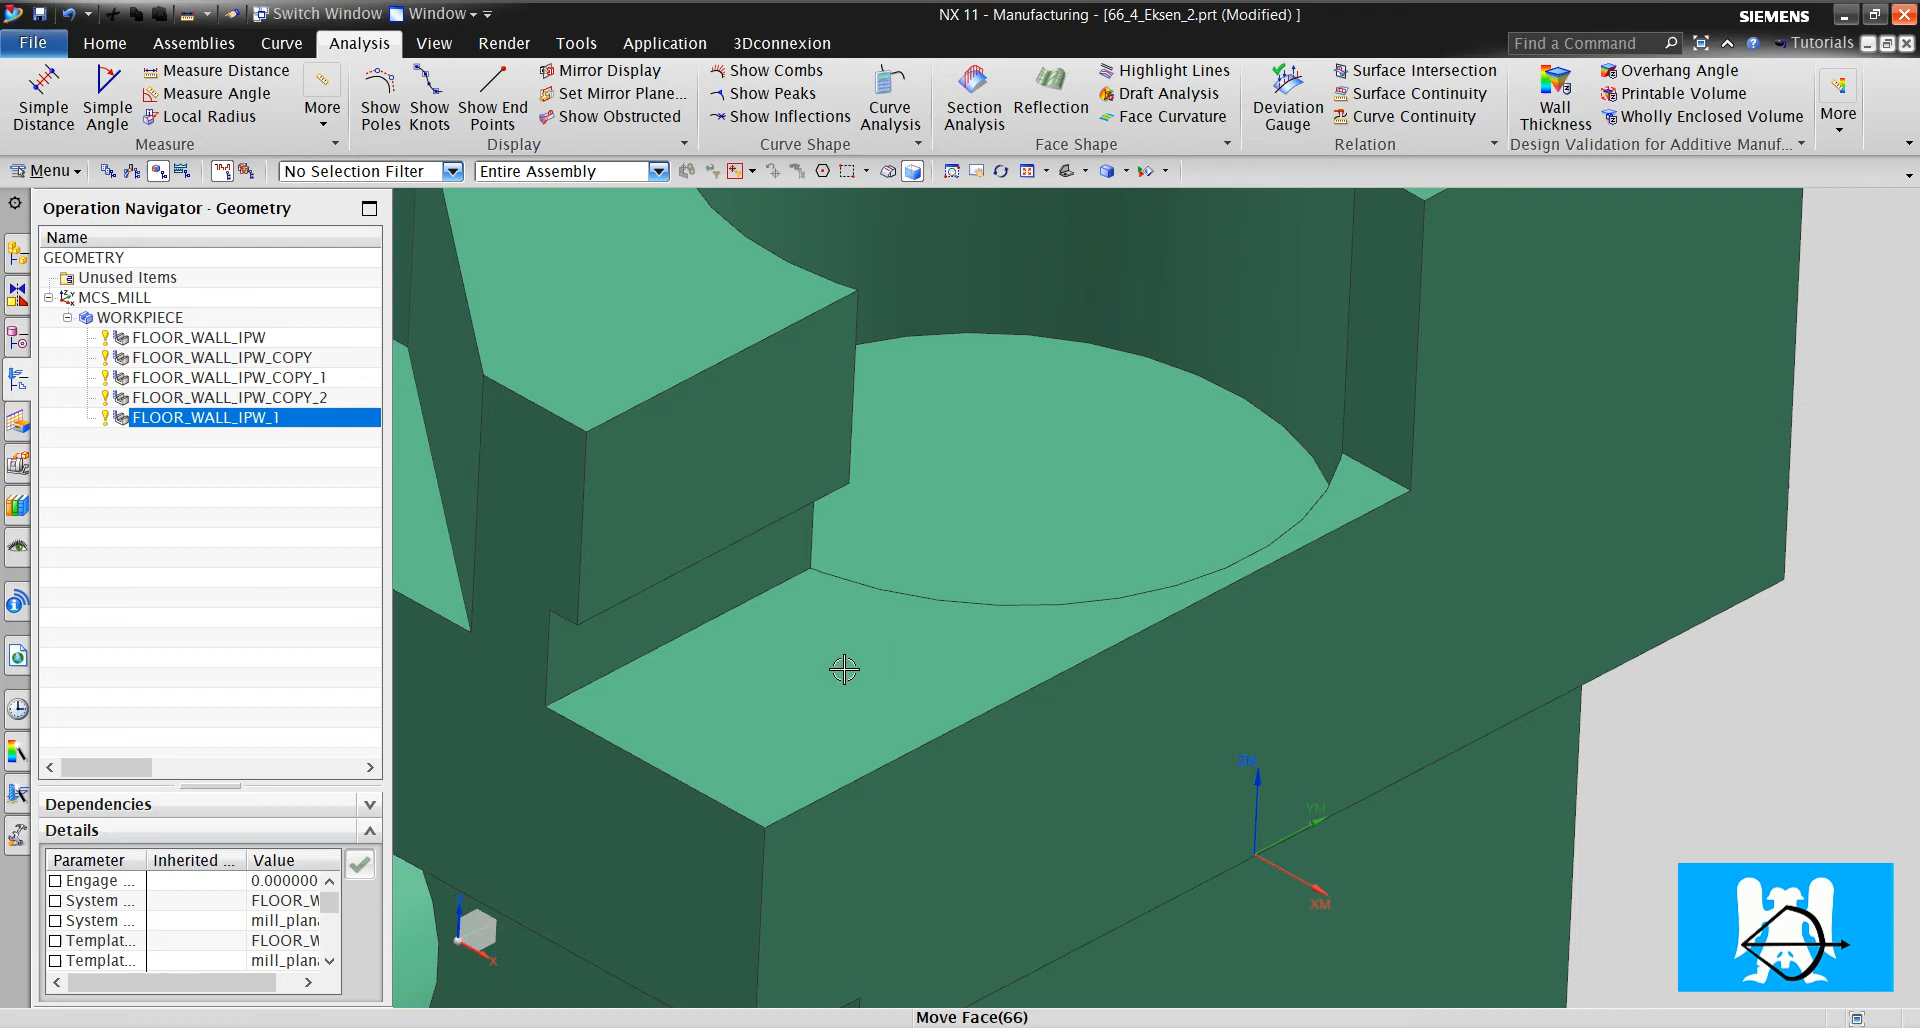 Switch Window Window NX 11 - Manufacturing - [66_4_Eksen_2.prt (Modified) ] SIEMENS
File Home Assemblies Curve Analysis View Render Tools Application 3Dconnexion Find a Command Tutorials
Simple Distance
Simple Angle
Measure Distance
Measure Angle
Local Radius
More
Measure
Show Poles
Show Knots
Show End Points
Mirror Display
Set Mirror Plane...
Show Obstructed
Display
Show Combs
Show Peaks
Show Inflections
Curve Analysis
Curve Shape
Section Analysis
Reflection
Highlight Lines
Draft Analysis
Face Curvature
Face Shape
Deviation Gauge
Surface Intersection
Surface Continuity
Curve Continuity
Relation
Wall Thickness
Overhang Angle
Printable Volume
Wholly Enclosed Volume
Design Validation for Additive Manuf...
More
Menu No Selection Filter Entire Assembly
Operation Navigator - Geometry
Name
GEOMETRY
Unused Items
MCS_MILL
WORKPIECE
FLOOR_WALL_IPW
FLOOR_WALL_IPW_COPY
FLOOR_WALL_IPW_COPY_1
FLOOR_WALL_IPW_COPY_2
FLOOR_WALL_IPW_1
Dependencies
Details
Parameter Inherited ... Value
Engage ... 0.000000
System ... FLOOR_W
System ... mill_plan
Templat... FLOOR_W
Templat... mill_plan
ZM
YM
XM
Z
X
Move Face(66)